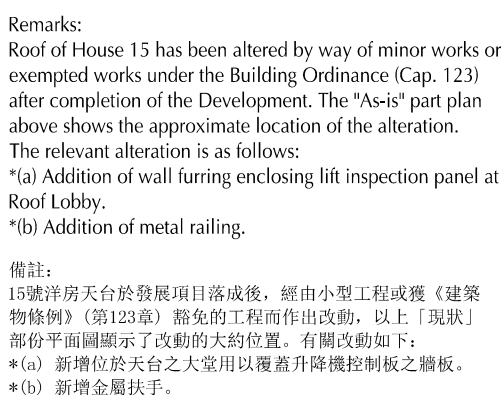 Remarks:
Roof of House 15 has been altered by way of minor works or
exempted works under the Building Ordinance (Cap. 123)
after completion of the Development. The "As-is" part plan
above shows the approximate location of the alteration.
The relevant alteration is as follows:
*(a) Addition of wall furring enclosing lift inspection panel at
Roof Lobby.
*(b) Addition of metal railing.
備註：
15號洋房天台於發展項目落成後，經由小型工程或獲《建築
物條例》(第123章) 豁免的工程而作出改動，以上「現狀」
部份平面圖顯示了改動的大約位置。有關改動如下：
*(a) 新增位於天台之大堂用以覆蓋升降機控制板之牆板。
*(b) 新增金屬扶手。